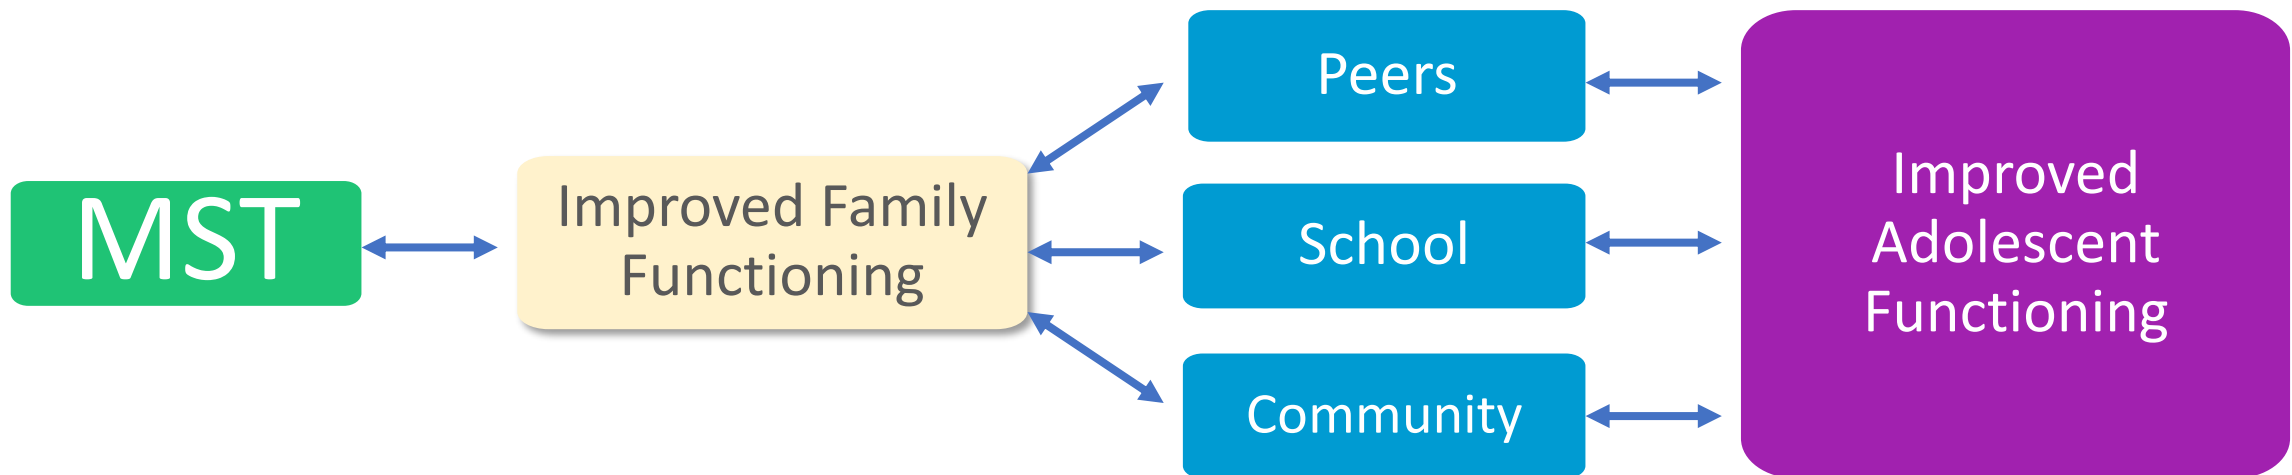 MST
Improved Family
Functioning
Peers
School
Community
Improved
Adolescent
Functioning